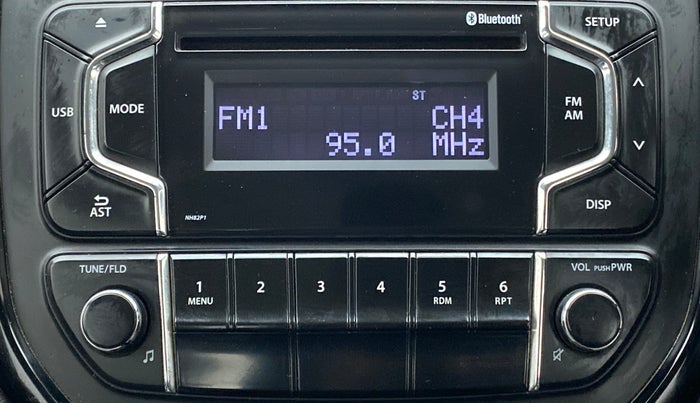 Bluetooth®
SETUP
USB
MODE
FM
AM
ST
FM1 CH4
95.0 MHz
AST
DISP
NH82P1
TUNE/FLD
VOL PUSH PWR
1
MENU
2
3
4
5
RDM
6
RPT